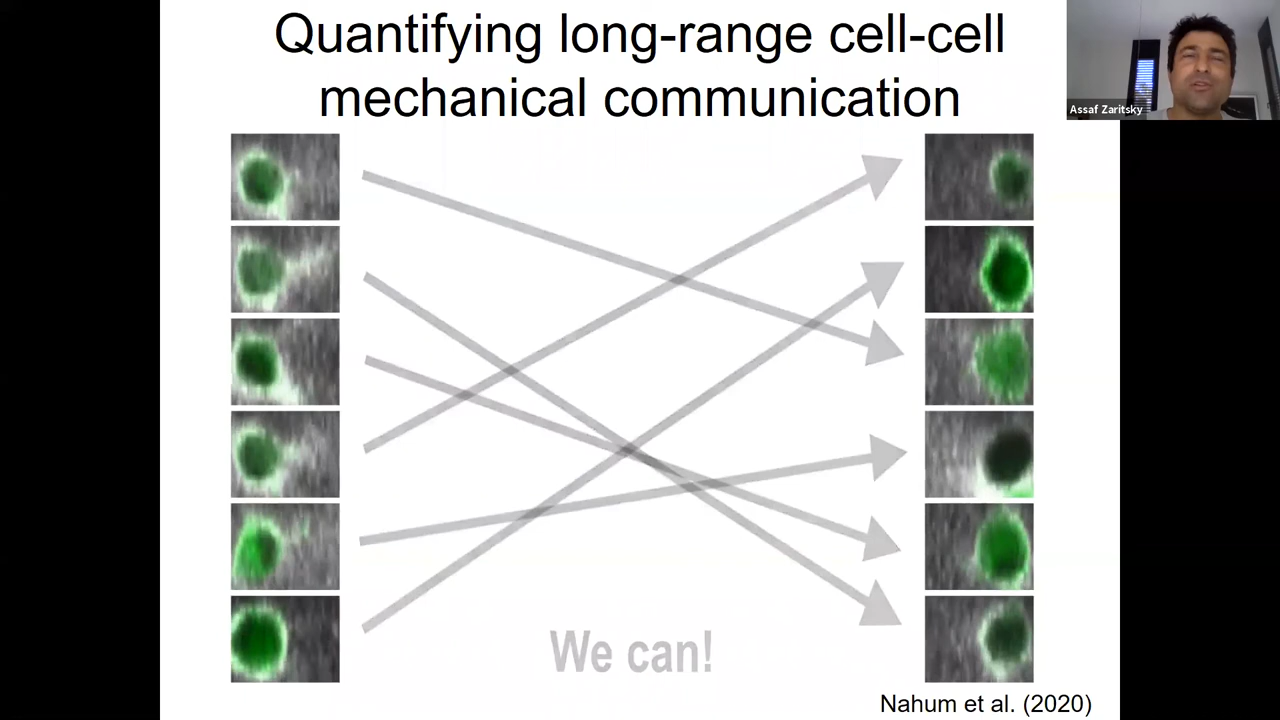 Quantifying long-range cell-cell
mechanical communication
Assaf Zaritsky
We can!
Nahum et al. (2020)